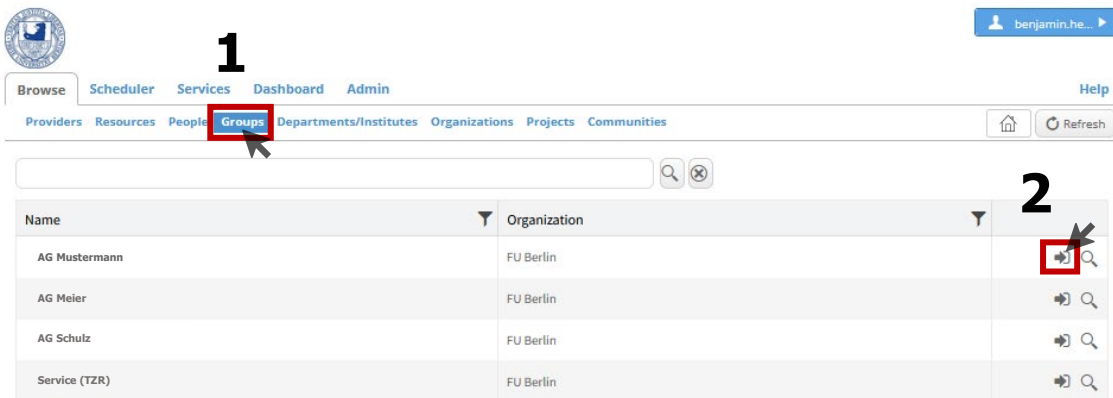 benjamin.he...
1
Browse Scheduler Services Dashboard Admin Help
Providers Resources People Groups Departments/Institutes Organizations Projects Communities Refresh
2
Name Organization
AG Mustermann FU Berlin
AG Meier FU Berlin
AG Schulz FU Berlin
Service (TZR) FU Berlin